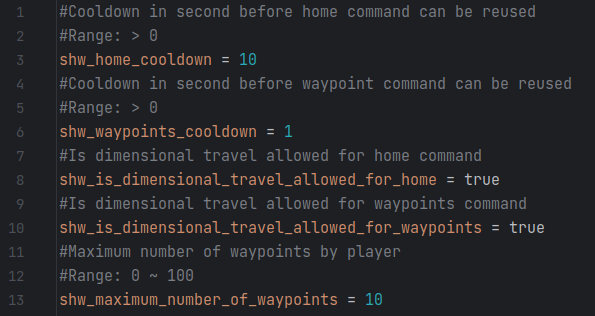 1 #Cooldown in second before home command can be reused
2 #Range: > 0
3 shw_home_cooldown = 10
4 #Cooldown in second before waypoint command can be reused
5 #Range: > 0
6 shw_waypoints_cooldown = 1
7 #Is dimensional travel allowed for home command
8 shw_is_dimensional_travel_allowed_for_home = true
9 #Is dimensional travel allowed for waypoints command
10 shw_is_dimensional_travel_allowed_for_waypoints = true
11 #Maximum number of waypoints by player
12 #Range: 0 ~ 100
13 shw_maximum_number_of_waypoints = 10